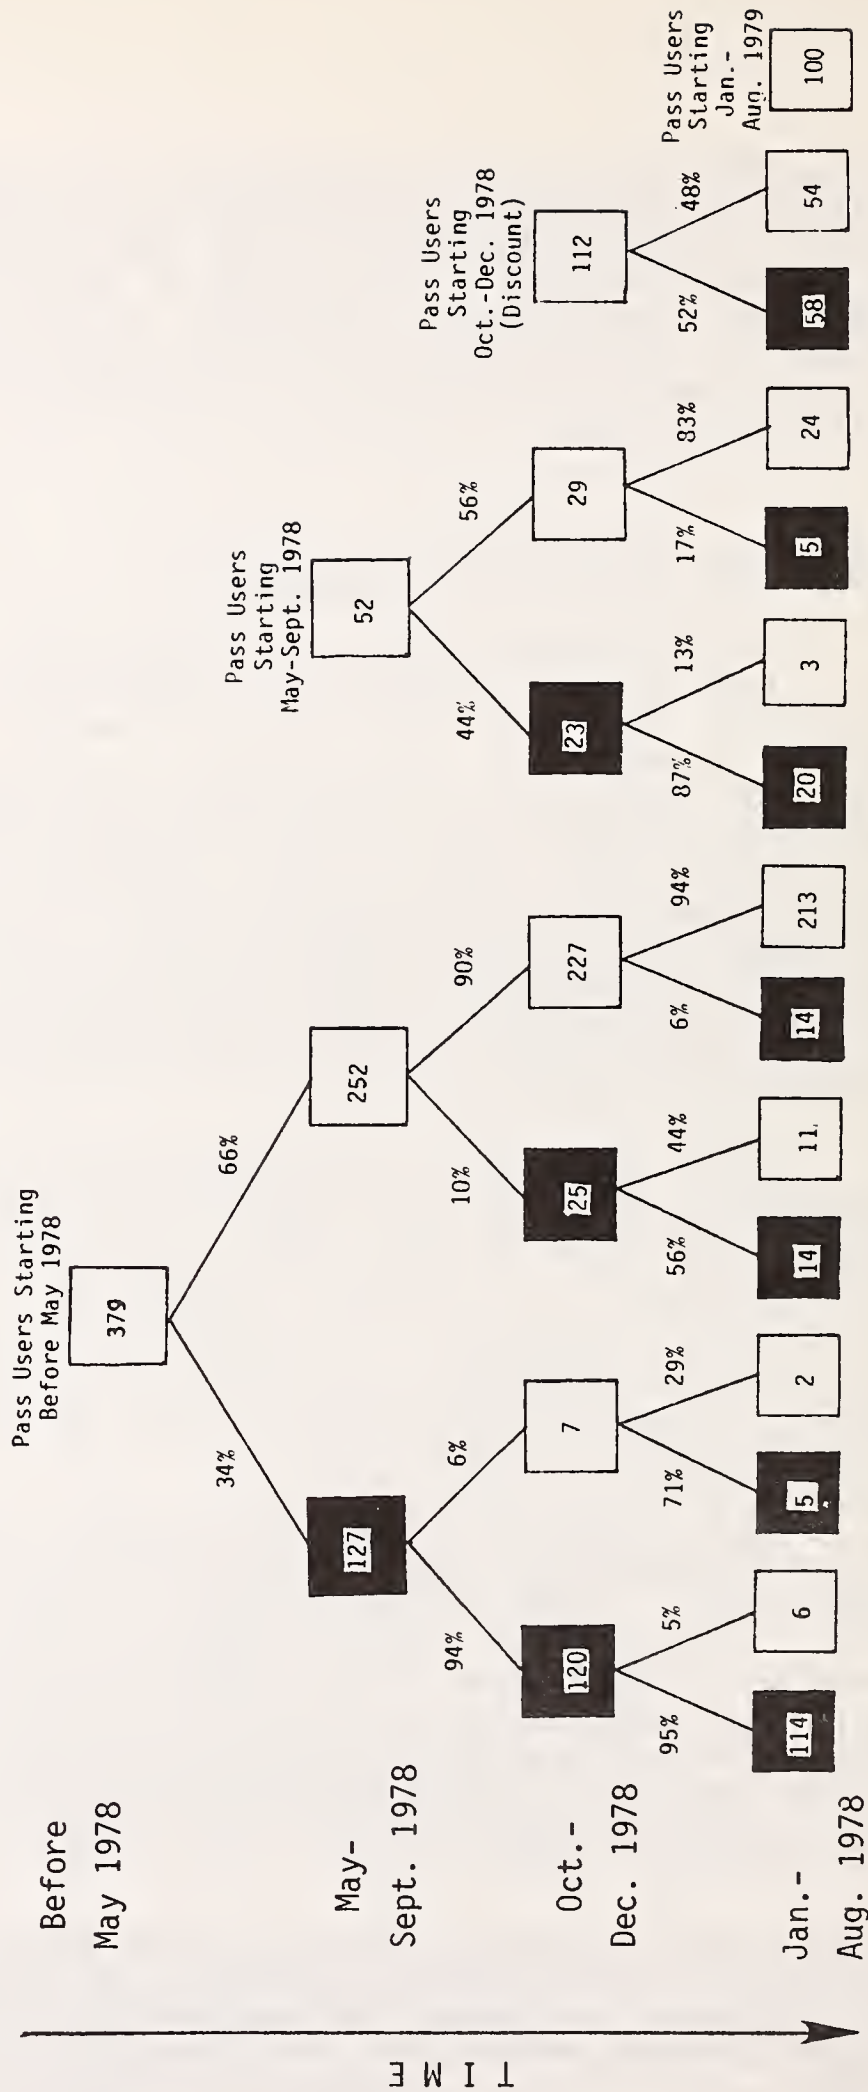 Pass Users Starting
Before May 1978
Before
May 1978
379
34%
66%
Pass Users
Starting
May-Sept. 1978
May-
Sept. 1978
127
252
52
94%
6%
10%
90%
44%
56%
Pass Users
Starting
Oct.-Dec. 1978
(Discount)
Oct.-
Dec. 1978
120
7
25
227
23
29
112
95%
5%
71%
29%
56%
44%
6%
94%
87%
13%
17%
83%
52%
48%
Pass Users
Starting
Jan.-
Aug. 1979
Jan.-
Aug. 1978
114
6
5
2
14
11
14
213
20
3
5
24
58
54
100
TIME